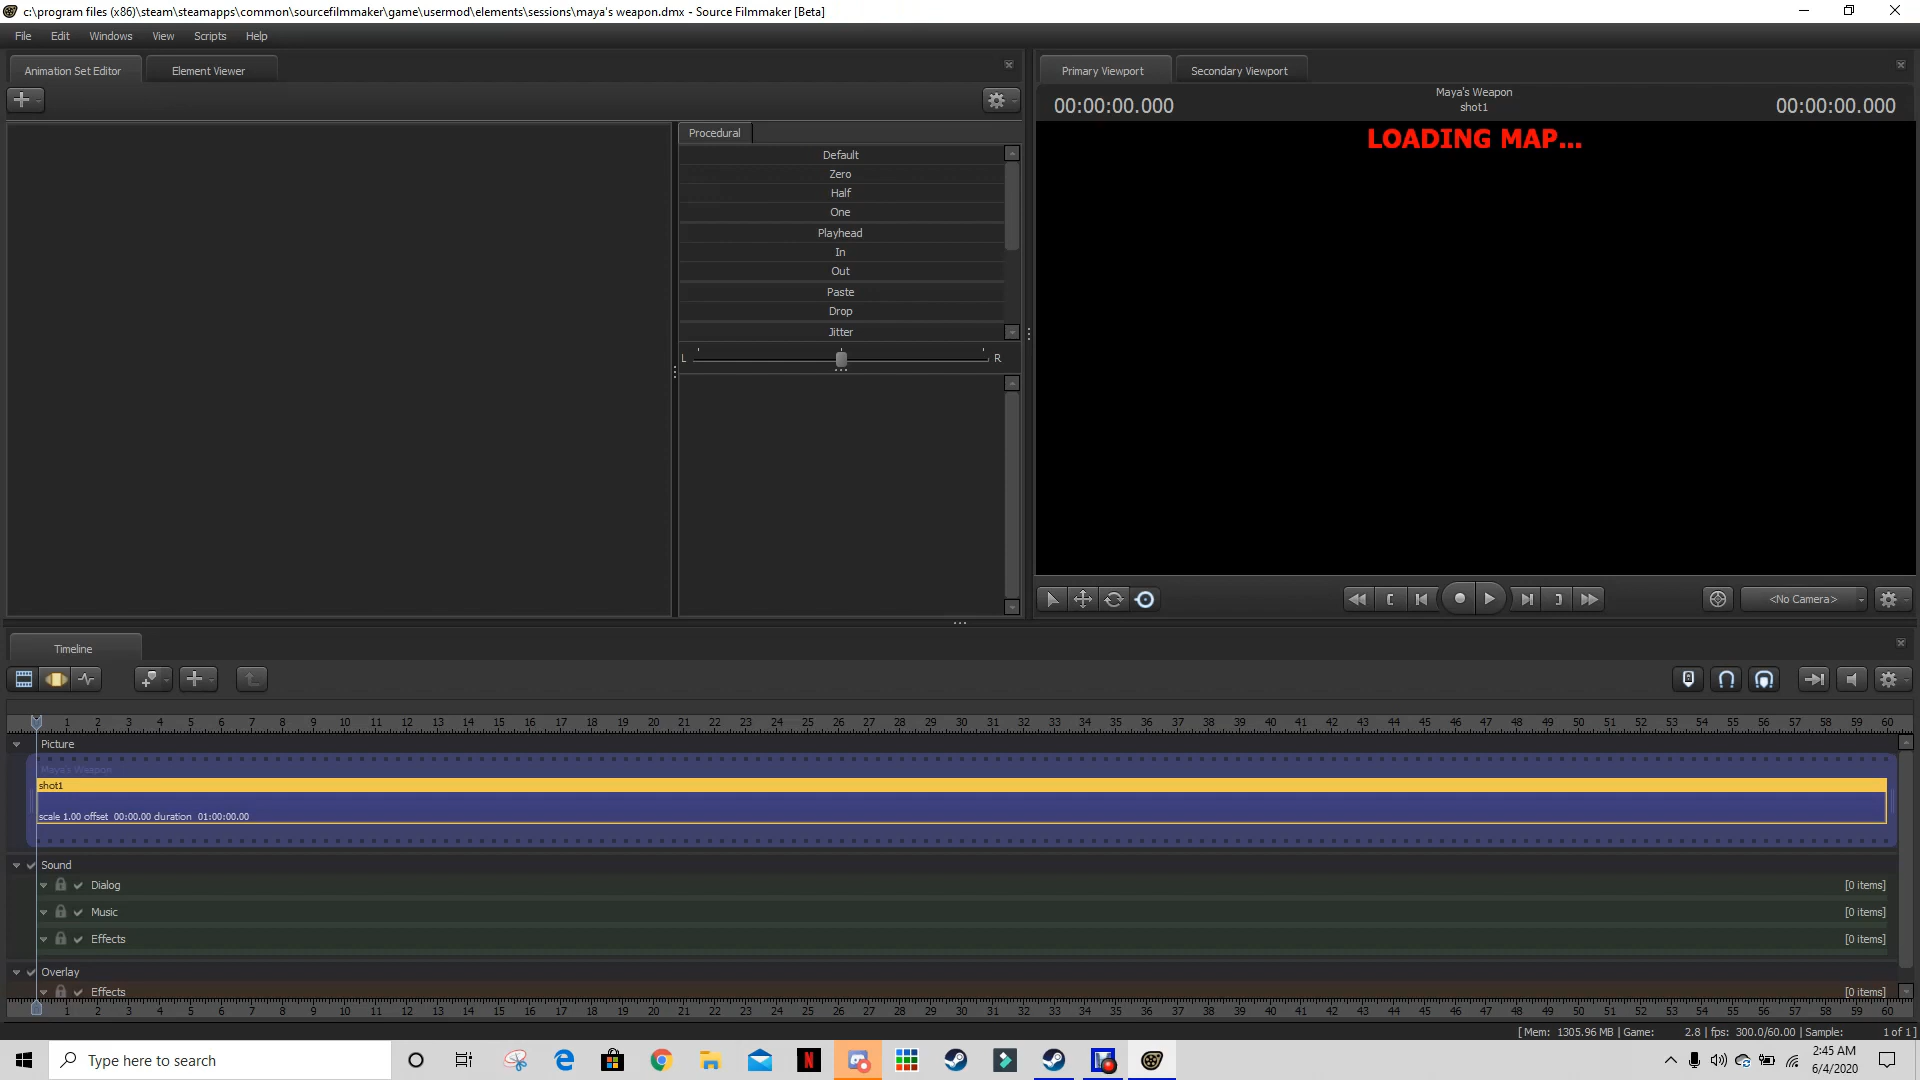 c:\program files (x86)\steam\steamapps\common\sourcefilmmaker\game\usermod\elements\sessions\maya's weapon.dmx - Source Filmmaker [Beta]
File Edit Windows View Scripts Help
Animation Set Editor Element Viewer
Procedural
Default
Zero
Half
One
Playhead
In
Out
Paste
Drop
Jitter
L R
Primary Viewport Secondary Viewport
00:00:00.000 Maya's Weapon 00:00:00.000
shot1
LOADING MAP...
<No Camera>
Timeline
1 2 3 4 5 6 7 8 9 10 11 12 13 14 15 16 17 18 19 20 21 22 23 24 25 26 27 28 29 30 31 32 33 34 35 36 37 38 39 40 41 42 43 44 45 46 47 48 49 50 51 52 53 54 55 56 57 58 59 60
Picture
Maya's Weapon
shot1
scale 1.00 offset 00:00.00 duration 01:00:00.00
Sound
Dialog [0 items]
Music [0 items]
Effects [0 items]
Overlay
Effects [0 items]
1 2 3 4 5 6 7 8 9 10 11 12 13 14 15 16 17 18 19 20 21 22 23 24 25 26 27 28 29 30 31 32 33 34 35 36 37 38 39 40 41 42 43 44 45 46 47 48 49 50 51 52 53 54 55 56 57 58 59 60
[ Mem: 1305.96 MB | Game: 2.8 | fps: 300.0/60.00 | Sample: 1 of 1 ]
Type here to search
2:45 AM
6/4/2020